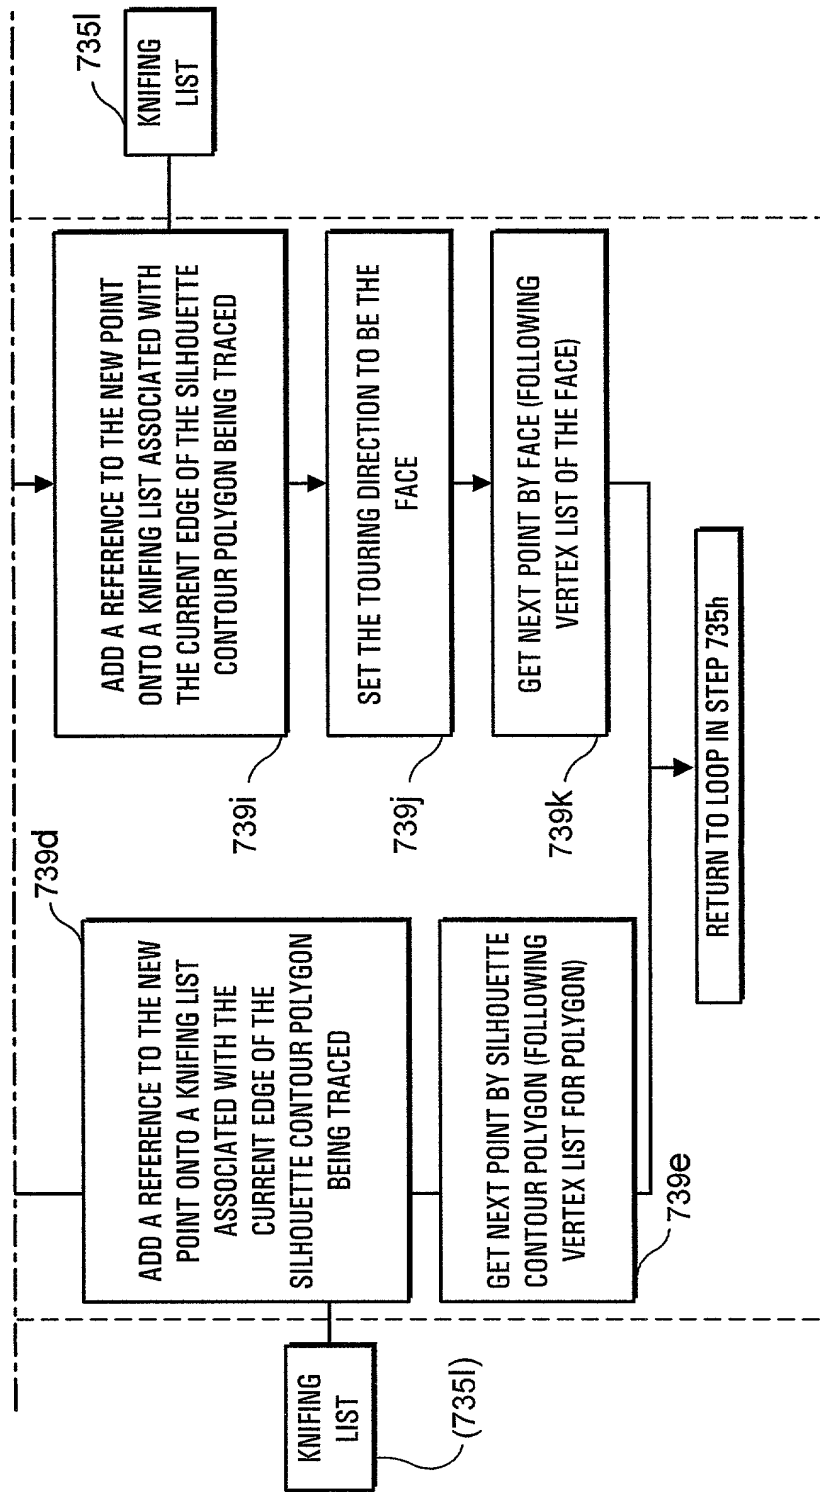 KNIFING
LIST
(735l)
739d
ADD A REFERENCE TO THE NEW
POINT ONTO A KNIFING LIST
ASSOCIATED WITH THE
CURRENT EDGE OF THE
SILHOUETTE CONTOUR POLYGON
BEING TRACED
GET NEXT POINT BY SILHOUETTE
CONTOUR POLYGON (FOLLOWING
VERTEX LIST FOR POLYGON)
739e
ADD A REFERENCE TO THE NEW POINT
ONTO A KNIFING LIST ASSOCIATED WITH
THE CURRENT EDGE OF THE SILHOUETTE
CONTOUR POLYGON BEING TRACED
739i
735l
KNIFING
LIST
SET THE TOURING DIRECTION TO BE THE
FACE
739j
GET NEXT POINT BY FACE (FOLLOWING
VERTEX LIST OF THE FACE)
739k
RETURN TO LOOP IN STEP 735h